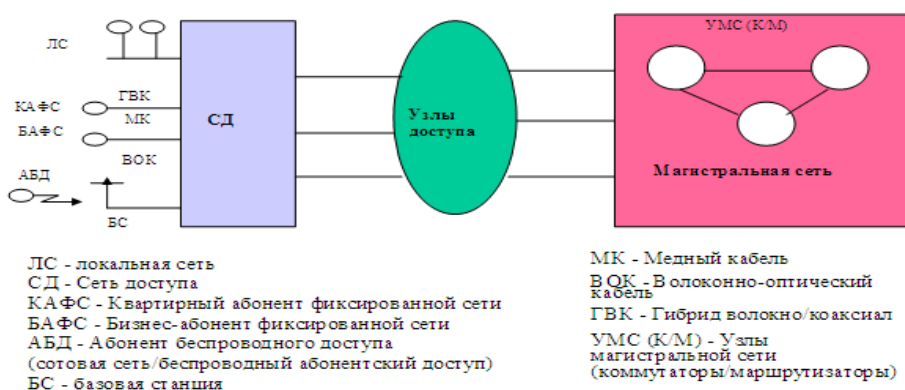 УМС (К/М)
ЛС
КАФС
ГВК
МК
БАФС
СД
Узлы
доступа
ВОК
АБД
Магистральная сеть
БС
ЛС - локальная сеть
СД - Сеть доступа
КАФС - Квартирный абонент фиксированной сети
БАФС - Бизнес-абонент фиксированной сети
АБД - Абонент беспроводного доступа
(сотовая сеть/беспроводный абонентский доступ)
БС - базовая станция
МК - Медный кабель
ВОК - Волоконно-оптический
кабель
ГВК - Гибрид волокно/коаксиал
УМС (К/М) - Узлы
магистральной сети
(коммутаторы/маршрутизаторы)